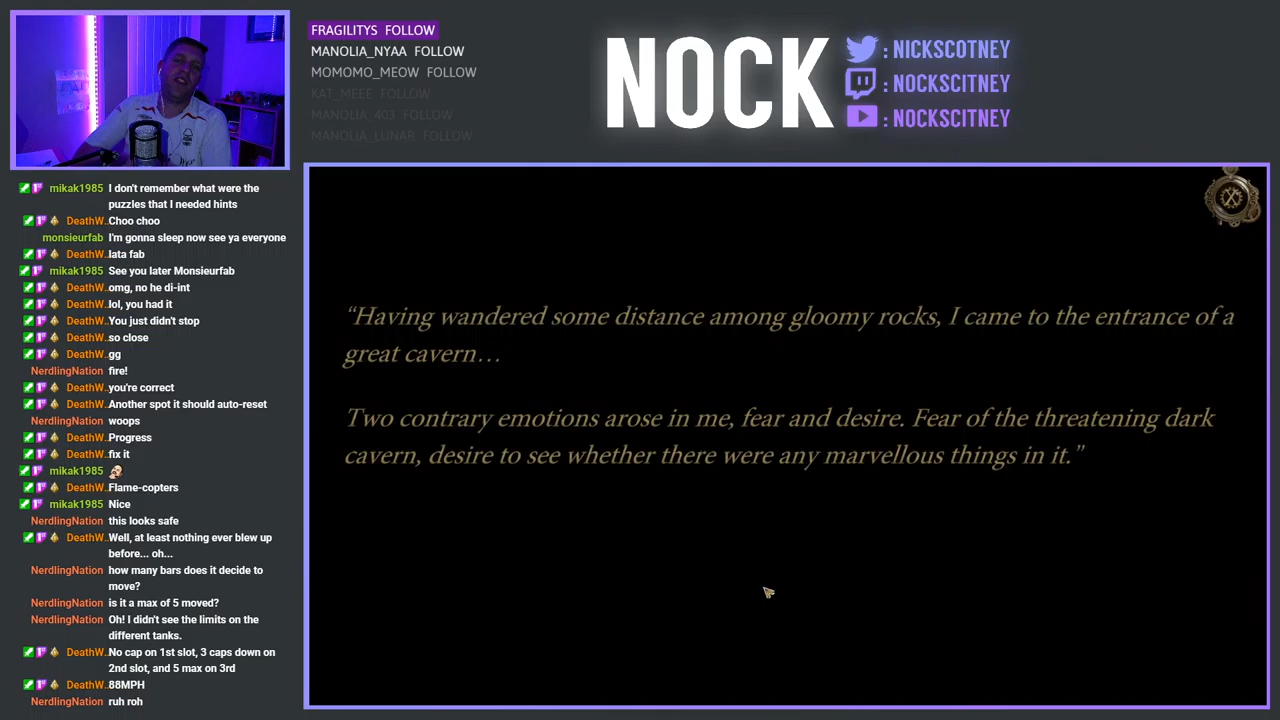 FRAGILITYS FOLLOW
MANOLIA_NYAA FOLLOW
MOMOMO_MEOW FOLLOW
KAT_MEEE FOLLOW
MANOLIA_403 FOLLOW
MANOLIA_LUNAR FOLLOW
NOCK
: NICKSCOTNEY
: NOCKSCITNEY
: NOCKSCITNEY
mikak1985 I don't remember what were the
puzzles that I needed hints
DeathW.. Choo choo
monsieurfab I'm gonna sleep now see ya everyone
DeathW.. lata fab
mikak1985 See you later Monsieurfab
DeathW.. omg, no he di-int
DeathW.. lol, you had it
DeathW.. You just didn't stop
DeathW.. so close
DeathW.. gg
NerdlingNation fire!
DeathW.. you're correct
DeathW.. Another spot it should auto-reset
NerdlingNation woops
DeathW.. Progress
DeathW.. fix it
mikak1985
DeathW.. Flame-copters
mikak1985 Nice
NerdlingNation this looks safe
DeathW.. Well, at least nothing ever blew up
before... oh...
NerdlingNation how many bars does it decide to
move?
NerdlingNation is it a max of 5 moved?
NerdlingNation Oh! I didn't see the limits on the
different tanks.
DeathW.. No cap on 1st slot, 3 caps down on
2nd slot, and 5 max on 3rd
DeathW.. 88MPH
NerdlingNation ruh roh
“Having wandered some distance among gloomy rocks, I came to the entrance of a
great cavern…
Two contrary emotions arose in me, fear and desire. Fear of the threatening dark
cavern, desire to see whether there were any marvellous things in it.”